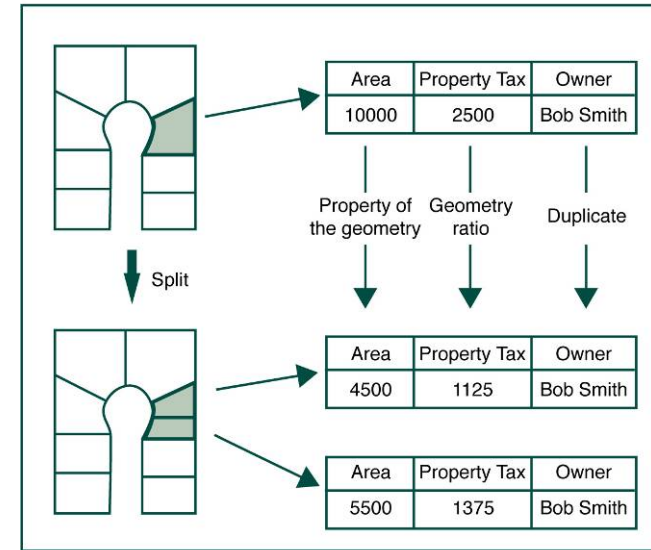 Area Property Tax Owner
10000 2500 Bob Smith
Property of
the geometry
Geometry
ratio
Duplicate
Split
Area Property Tax Owner
4500 1125 Bob Smith
Area Property Tax Owner
5500 1375 Bob Smith